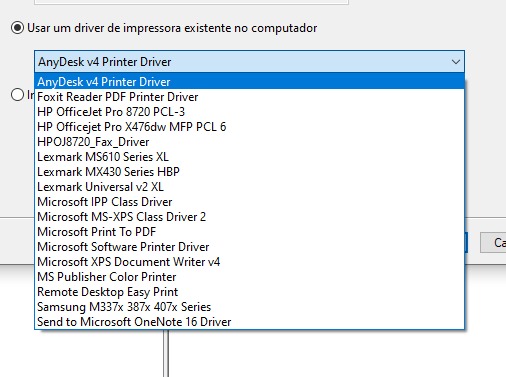 Usar um driver de impressora existente no computador
AnyDesk v4 Printer Driver
AnyDesk v4 Printer Driver
Foxit Reader PDF Printer Driver
HP OfficeJet Pro 8720 PCL-3
HP Officejet Pro X476dw MFP PCL 6
HPOJ8720_Fax_Driver
Lexmark MS610 Series XL
Lexmark MX430 Series HBP
Lexmark Universal v2 XL
Microsoft IPP Class Driver
Microsoft MS-XPS Class Driver 2
Microsoft Print To PDF
Microsoft Software Printer Driver
Microsoft XPS Document Writer v4
MS Publisher Color Printer
Remote Desktop Easy Print
Samsung M337x 387x 407x Series
Send to Microsoft OneNote 16 Driver